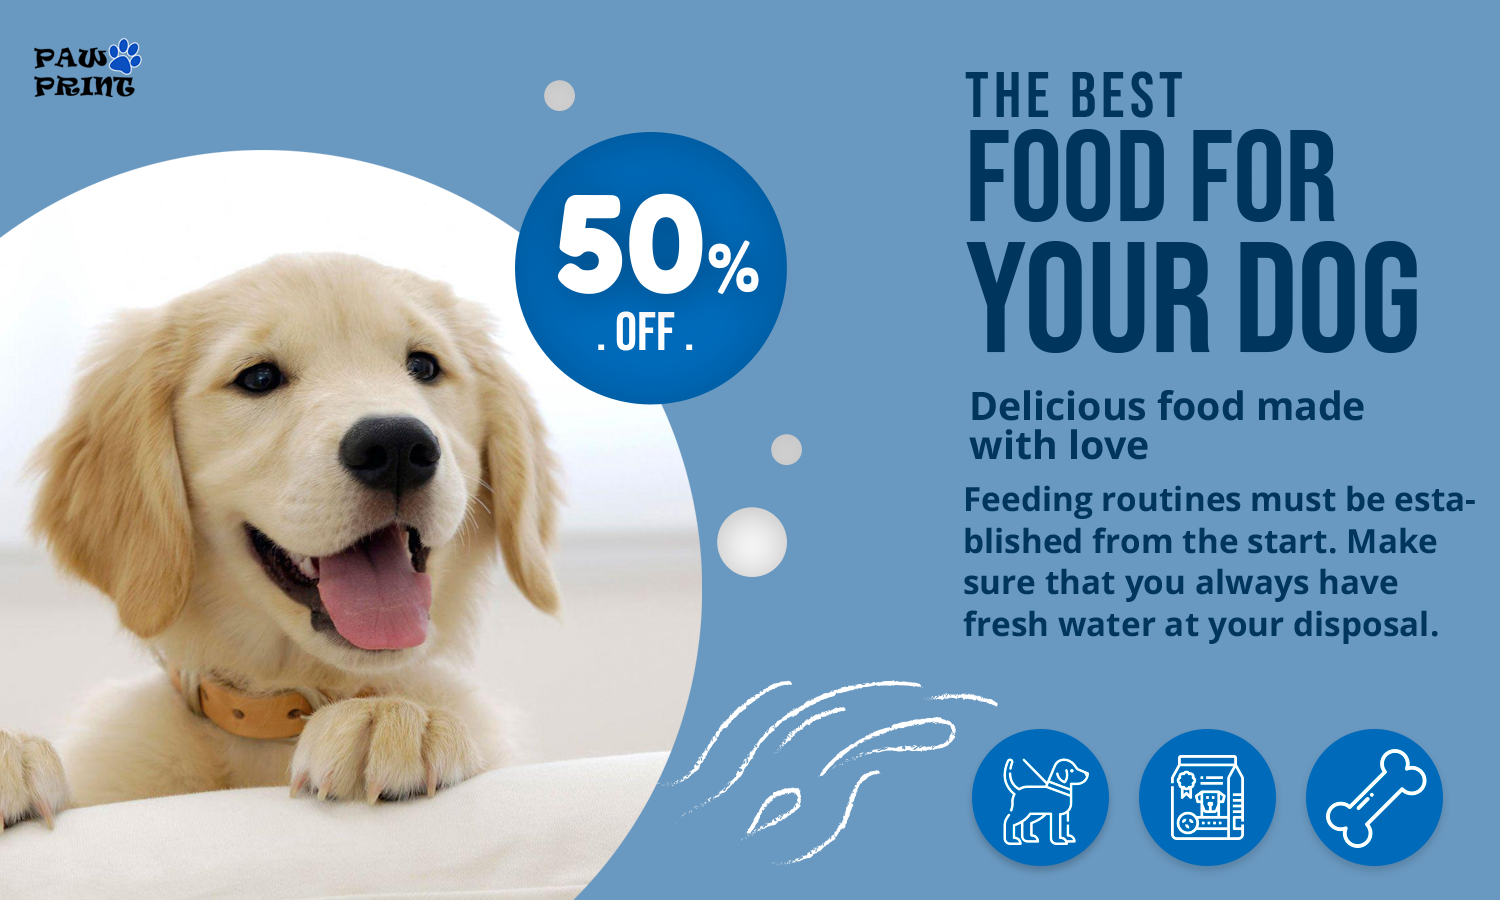 PAW
PRINT
50%
. OFF .
THE BEST
FOOD FOR
YOUR DOG
Delicious food made
with love
Feeding routines must be esta-
blished from the start. Make
sure that you always have
fresh water at your disposal.